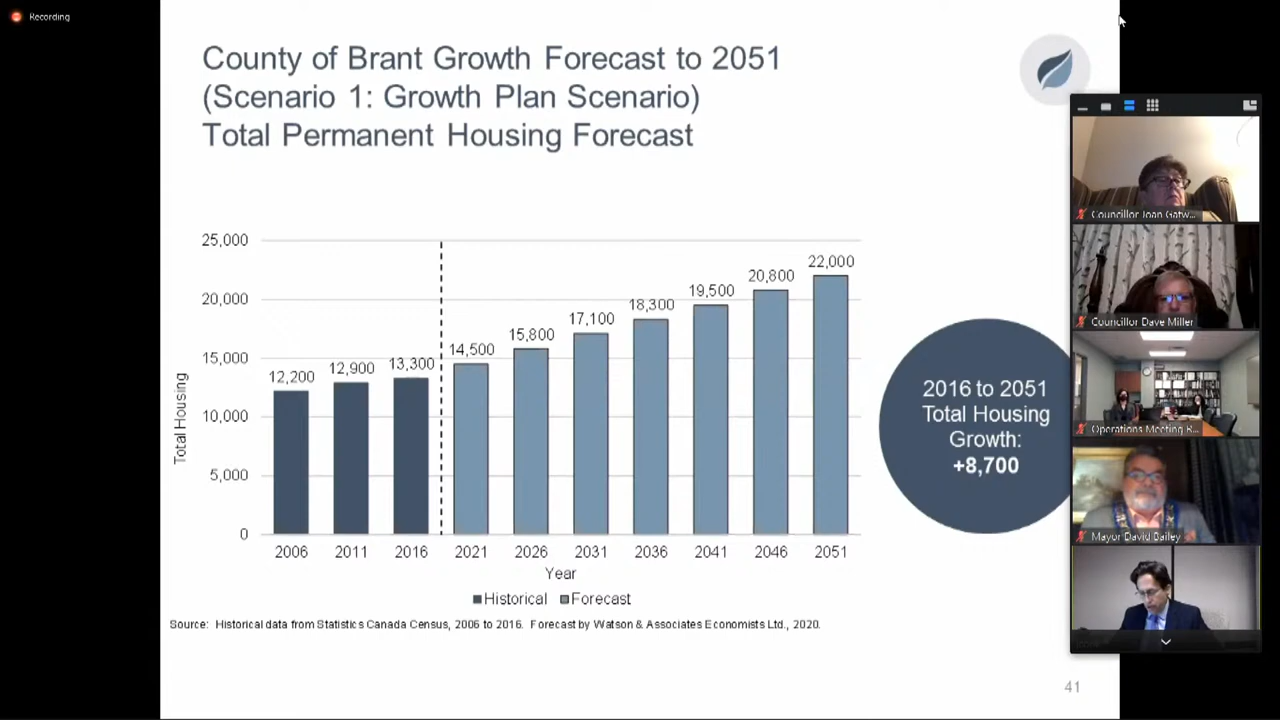 Recording
County of Brant Growth Forecast to 2051
(Scenario 1: Growth Plan Scenario)
Total Permanent Housing Forecast
25,000
20,000
15,000
10,000
5,000
0
Total Housing
12,200
12,900
13,300
14,500
15,800
17,100
18,300
19,500
20,800
22,000
2006 2011 2016 2021 2026 2031 2036 2041 2046 2051
Year
Historical Forecast
2016 to 2051
Total Housing
Growth:
+8,700
Source: Historical data from Statistics Canada Census, 2006 to 2016. Forecast by Watson & Associates Economists Ltd., 2020.
41
Councillor Joan Gatw...
Councillor Dave Miller
Operations Meeting R...
Mayor David Bailey